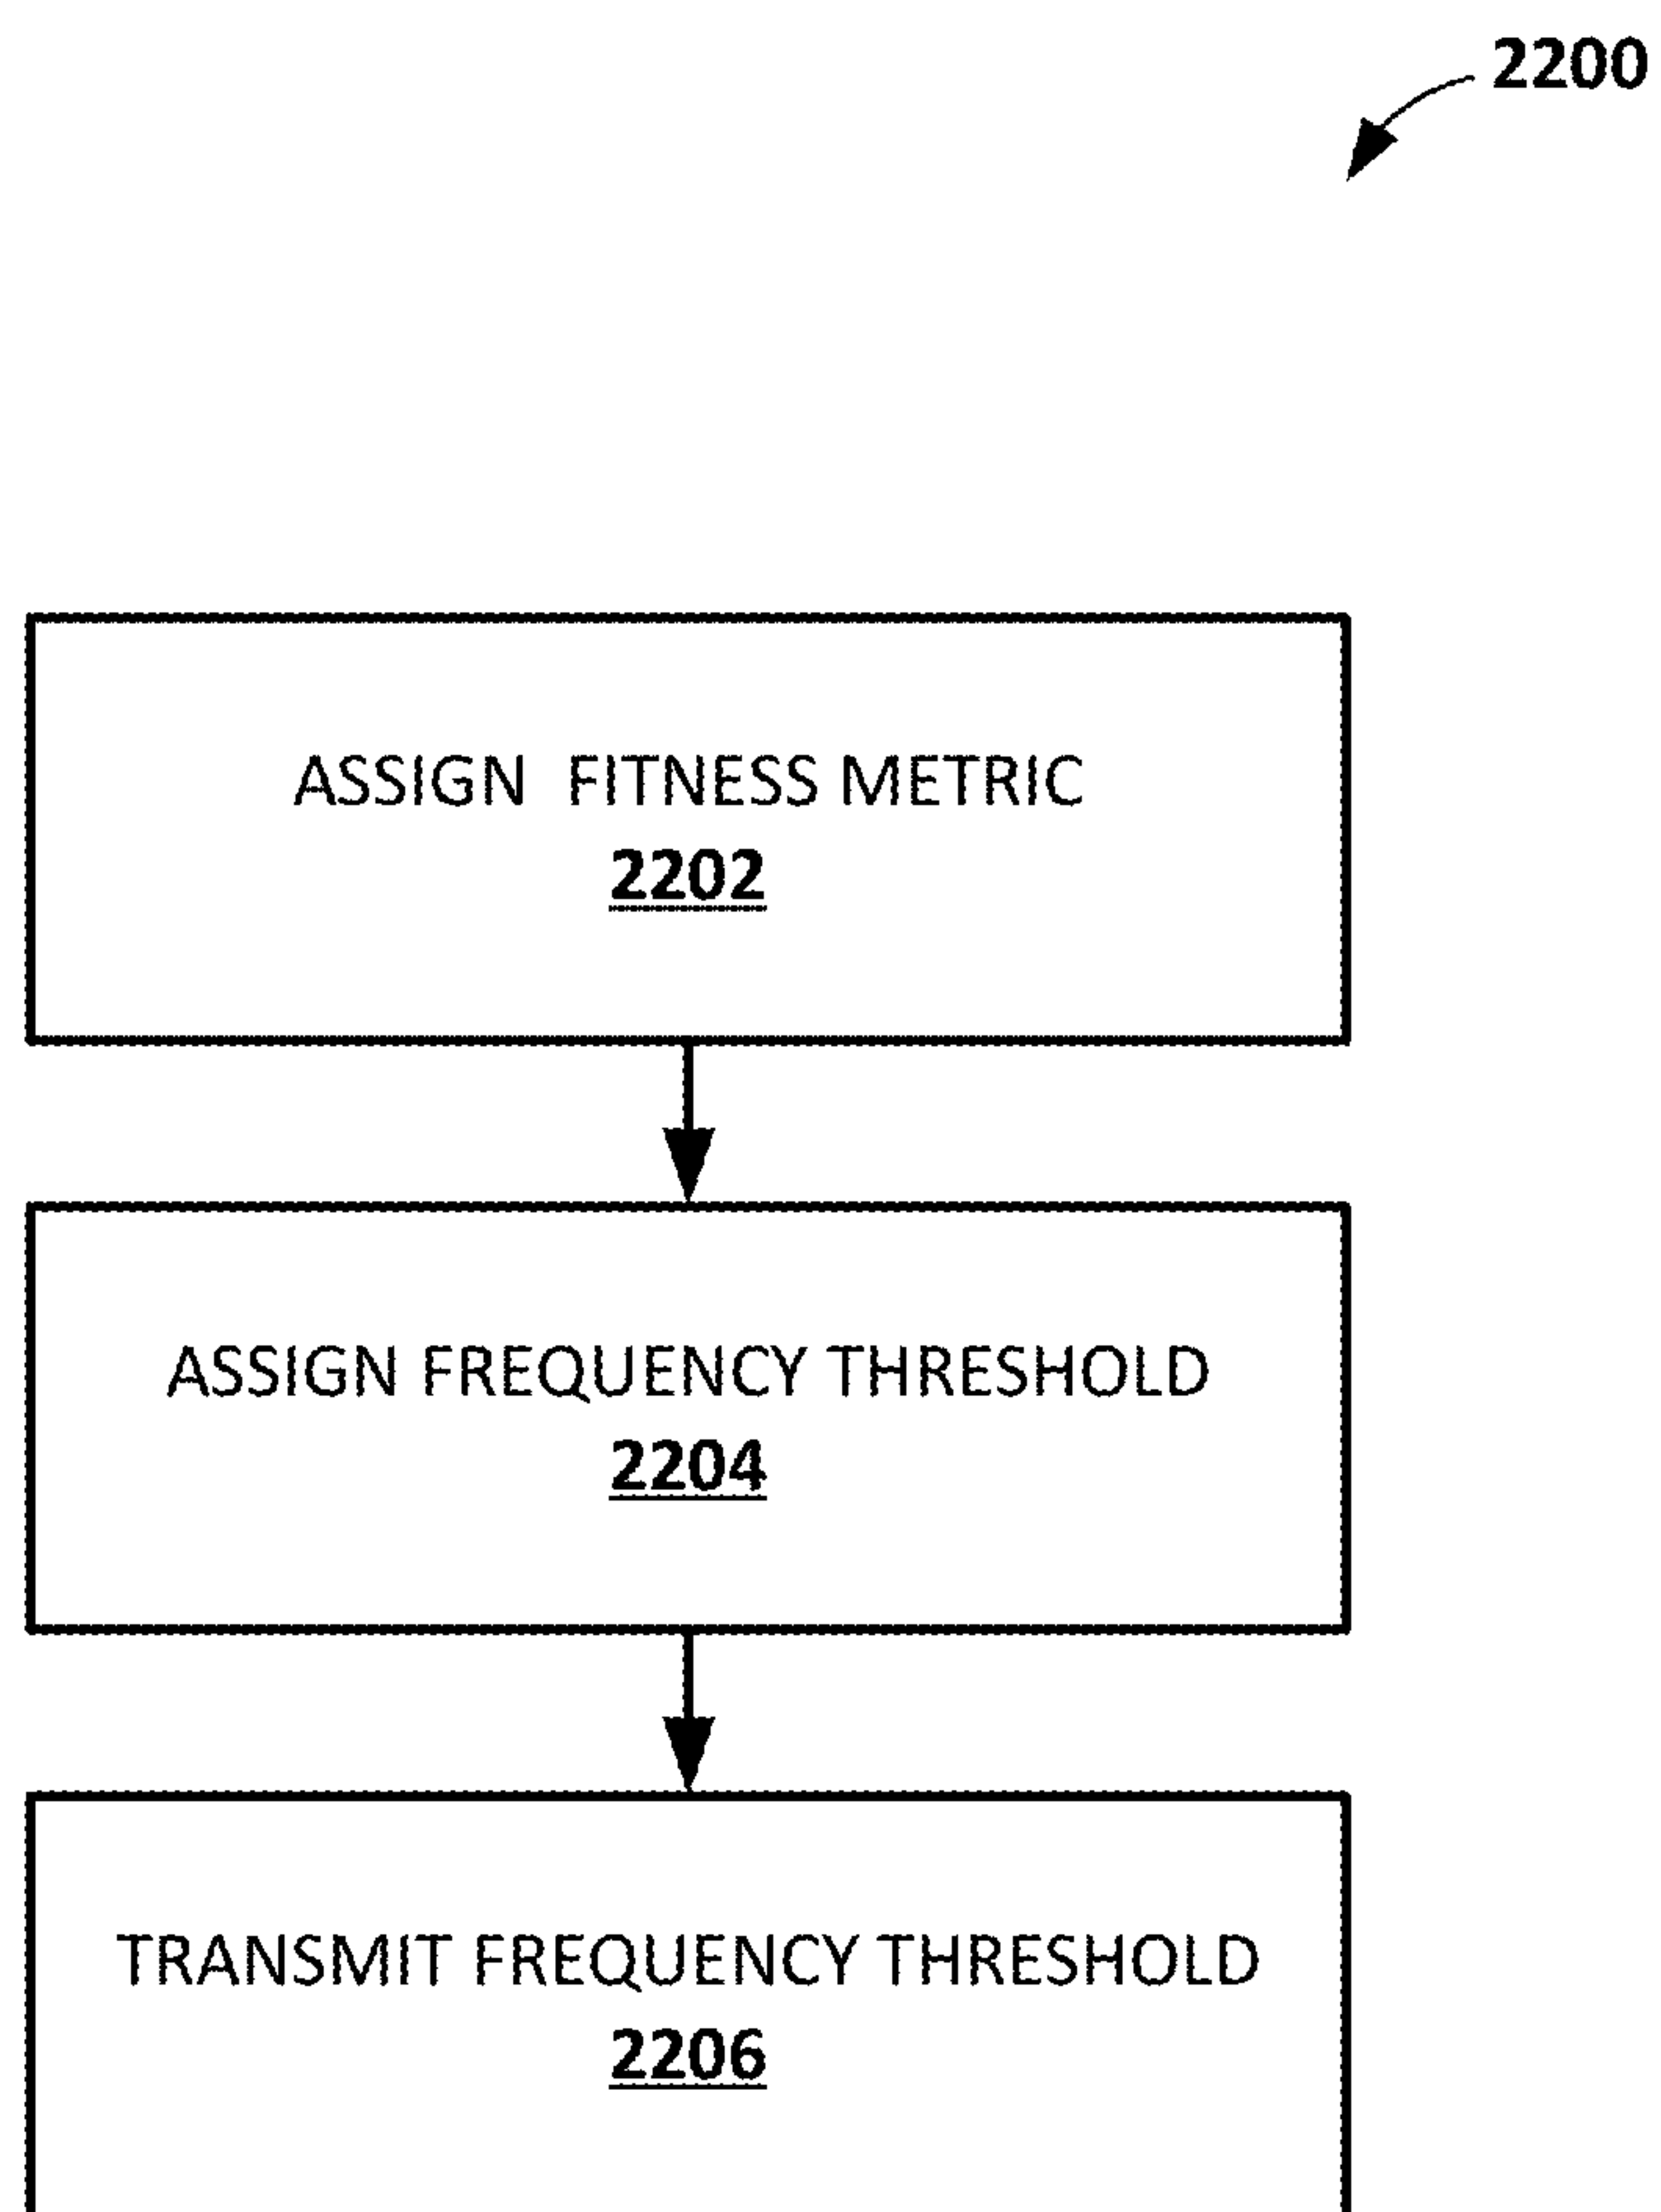 2200
ASSIGN FITNESS METRIC
2202
ASSIGN FREQUENCY THRESHOLD
2204
TRANSMIT FREQUENCY THRESHOLD
2206